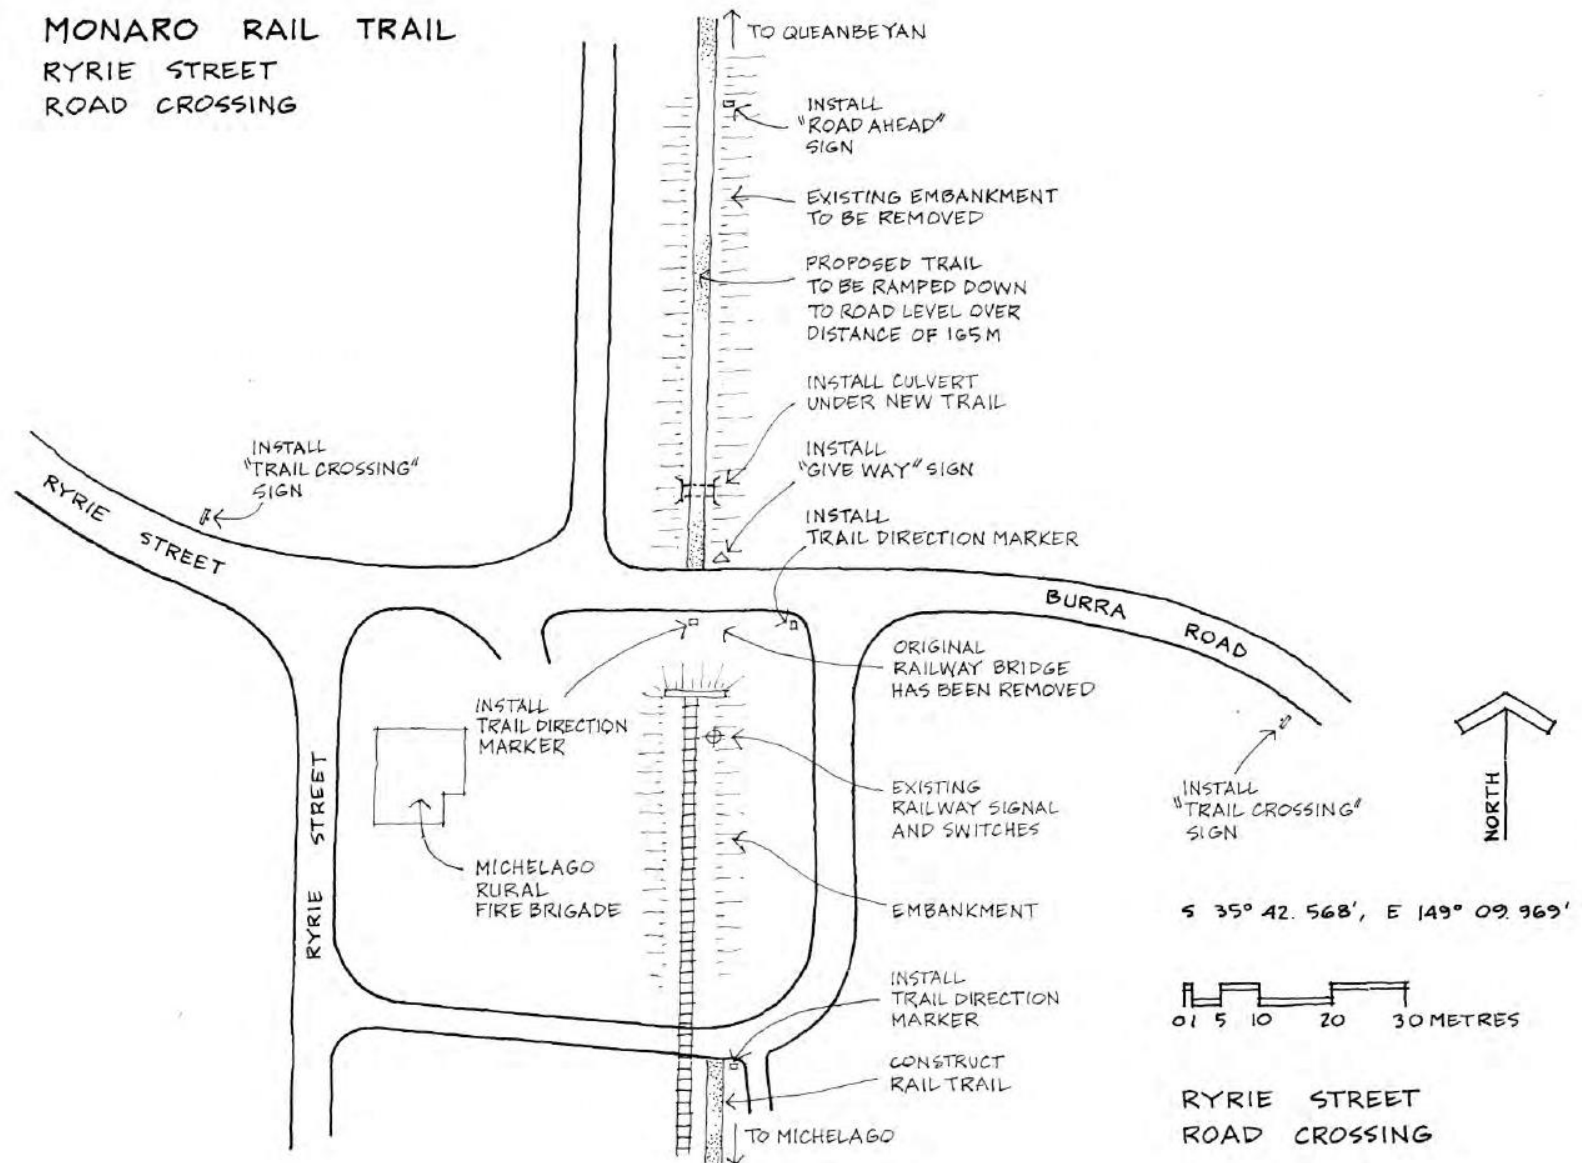 MONARO RAIL TRAIL
RYRIE STREET
ROAD CROSSING
TO QUEANBEYAN
INSTALL
"ROAD AHEAD"
SIGN
EXISTING EMBANKMENT
TO BE REMOVED
PROPOSED TRAIL
TO BE RAMPED DOWN
TO ROAD LEVEL OVER
DISTANCE OF 165M
INSTALL CULVERT
UNDER NEW TRAIL
INSTALL
"GIVE WAY" SIGN
INSTALL
TRAIL DIRECTION MARKER
INSTALL
"TRAIL CROSSING"
SIGN
RYRIE STREET
BURRA ROAD
ORIGINAL
RAILWAY BRIDGE
HAS BEEN REMOVED
INSTALL
TRAIL DIRECTION
MARKER
RYRIE STREET
EXISTING
RAILWAY SIGNAL
AND SWITCHES
INSTALL
"TRAIL CROSSING"
SIGN
NORTH
MICHELAGO
RURAL
FIRE BRIGADE
EMBANKMENT
S 35° 42. 568', E 149° 09. 969'
INSTALL
TRAIL DIRECTION
MARKER
0 1 5 10 20 30 METRES
CONSTRUCT
RAIL TRAIL
TO MICHELAGO
RYRIE STREET
ROAD CROSSING